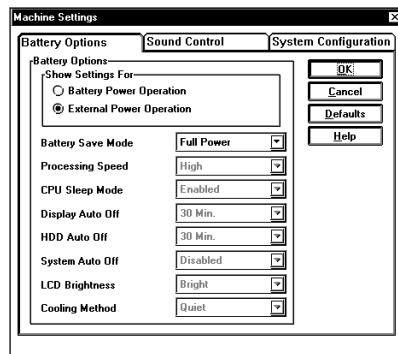 Machine Settings
Battery Options Sound Control System Configuration
Battery Options
Show Settings For
Battery Power Operation
External Power Operation
Battery Save Mode Full Power
Processing Speed High
CPU Sleep Mode Enabled
Display Auto Off 30 Min.
HDD Auto Off 30 Min.
System Auto Off Disabled
LCD Brightness Bright
Cooling Method Quiet
OK
Cancel
Defaults
Help